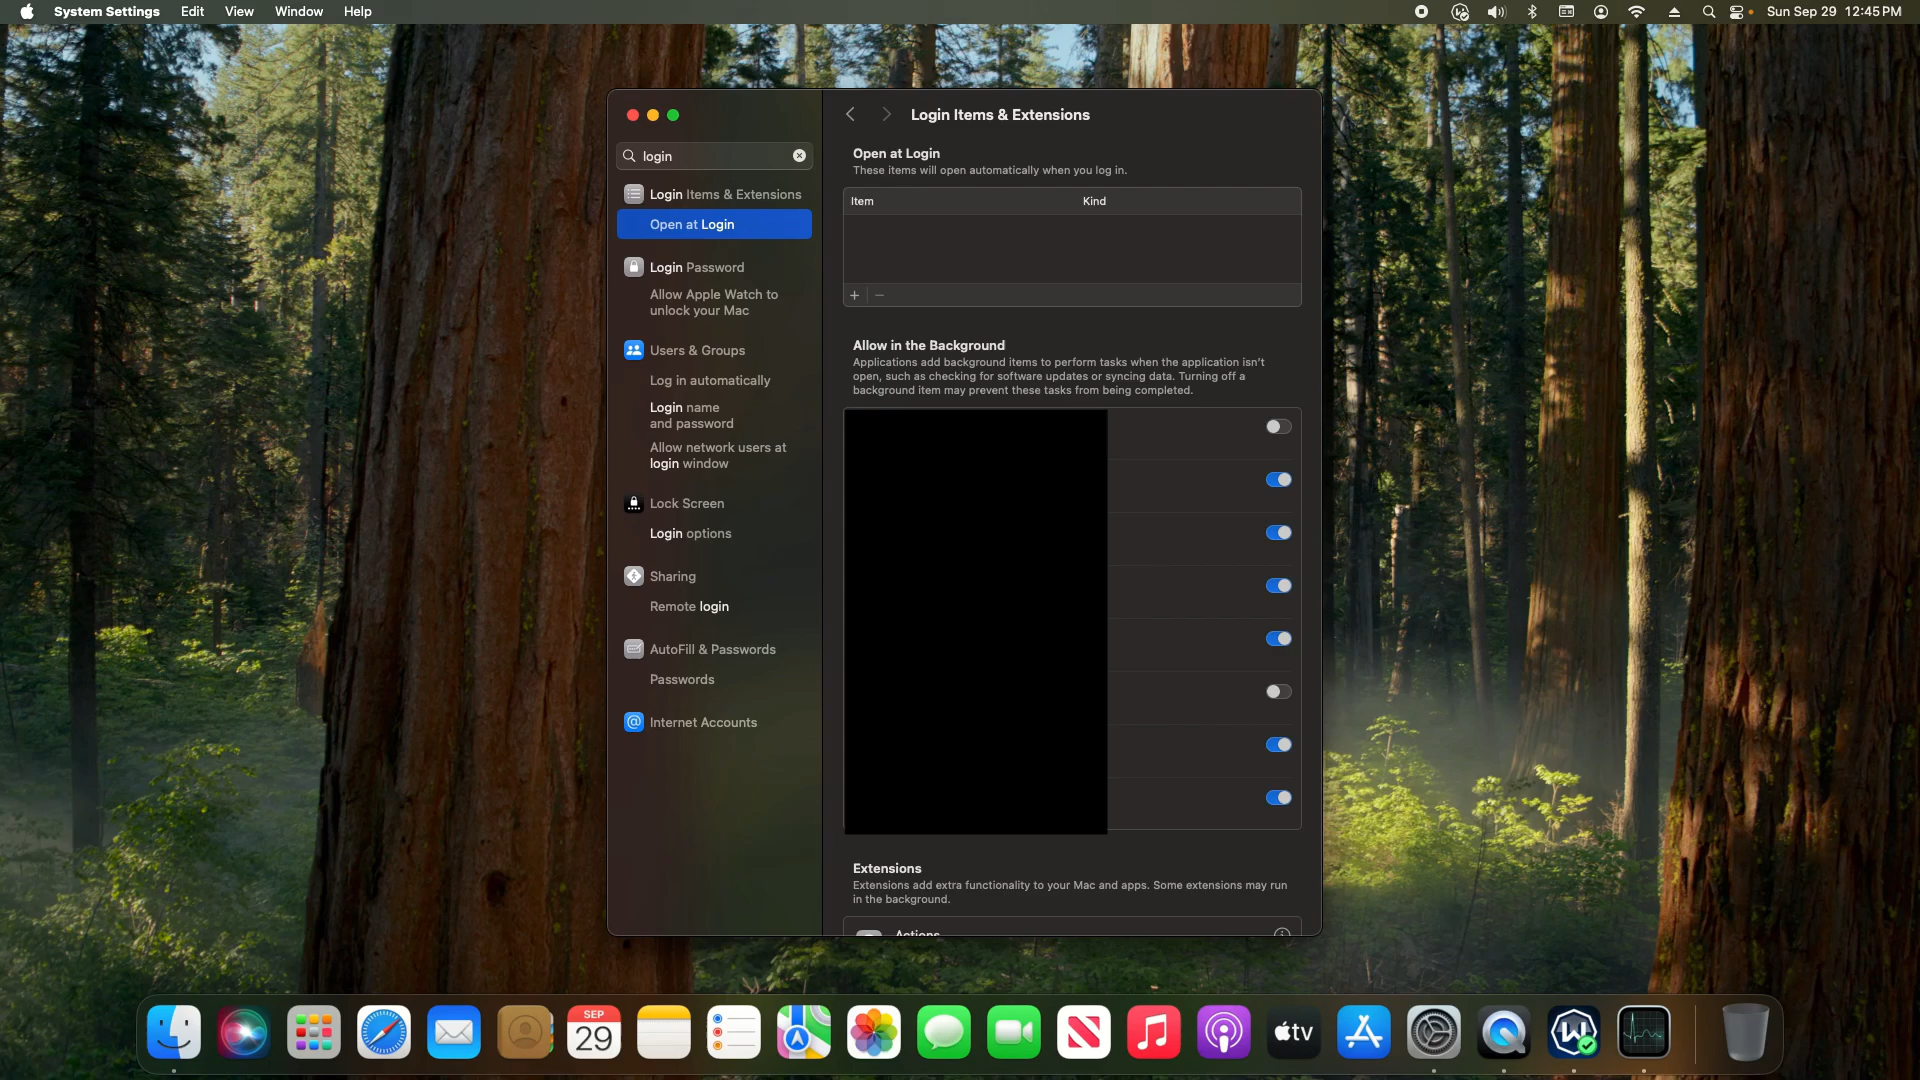 System Settings Edit View Window Help
Sun Sep 29 12:45 PM
login
Login Items & Extensions
Open at Login
Login Password
Allow Apple Watch to
unlock your Mac
Users & Groups
Log in automatically
Login name
and password
Allow network users at
login window
Lock Screen
Login options
Sharing
Remote login
AutoFill & Passwords
Passwords
Internet Accounts
Login Items & Extensions
Open at Login
These items will open automatically when you log in.
Item Kind
+ −
Allow in the Background
Applications add background items to perform tasks when the application isn't
open, such as checking for software updates or syncing data. Turning off a
background item may prevent these tasks from being completed.
Extensions
Extensions add extra functionality to your Mac and apps. Some extensions may run
in the background.
Actions
SEP
29
tv